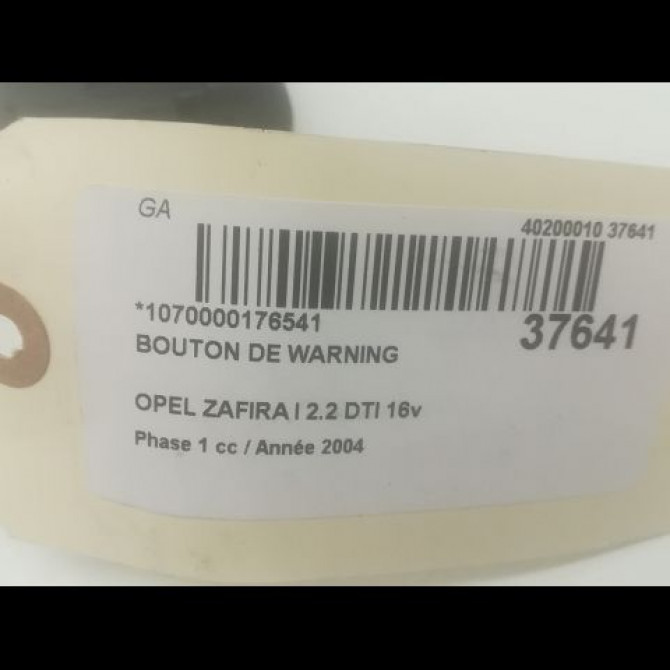 GA
40200010 37641
*1070000176541
37641
BOUTON DE WARNING
OPEL ZAFIRA I 2.2 DTI 16v
Phase 1 cc / Année 2004